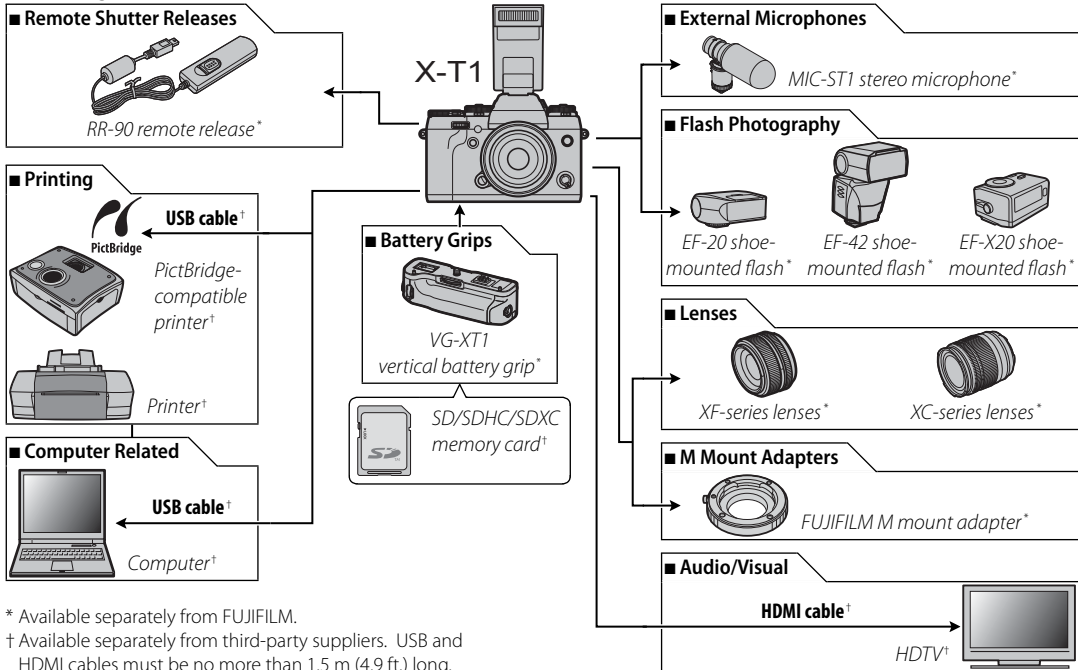 ■ Remote Shutter Releases
RR-90 remote release*
X-T1
■ External Microphones
MIC-ST1 stereo microphone*
■ Flash Photography
EF-20 shoe-
mounted flash*
EF-42 shoe-
mounted flash*
EF-X20 shoe-
mounted flash*
■ Printing
USB cable†
PictBridge
PictBridge-
compatible
printer†
Printer†
■ Battery Grips
VG-XT1
vertical battery grip*
SD/SDHC/SDXC
memory card†
SD
■ Lenses
XF-series lenses*
XC-series lenses*
■ Computer Related
USB cable†
Computer†
■ M Mount Adapters
FUJIFILM M mount adapter*
■ Audio/Visual
HDMI cable†
HDTV†
* Available separately from FUJIFILM.
† Available separately from third-party suppliers. USB and
HDMI cables must be no more than 1.5 m (4.9 ft.) long.